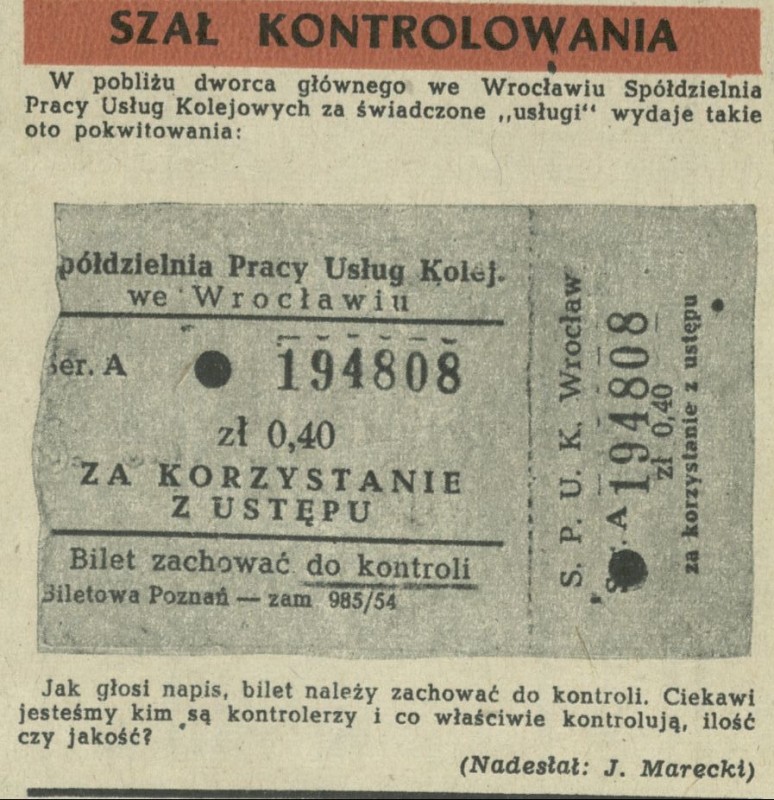 SZAŁ KONTROLOWANIA
W pobliżu dworca głównego we Wrocławiu Spółdzielnia
Pracy Usług Kolejowych za świadczone „usługi" wydaje takie
oto pokwitowania:
półdzielnia Pracy Usług Kolej.
we Wrocławiu
Ser. A 194808
zł 0,40
ZA KORZYSTANIE
Z USTĘPU
Bilet zachować do kontroli
Biletowa Poznań — zam 985/54
S. P. U. K. Wrocław
S r. A 194808
zł 0,40
za korzystanie z ustępu
Jak głosi napis, bilet należy zachować do kontroli. Ciekawi
jesteśmy kim są kontrolerzy i co właściwie kontrolują, ilość
czy jakość?
(Nadesłał: J. Marecki)